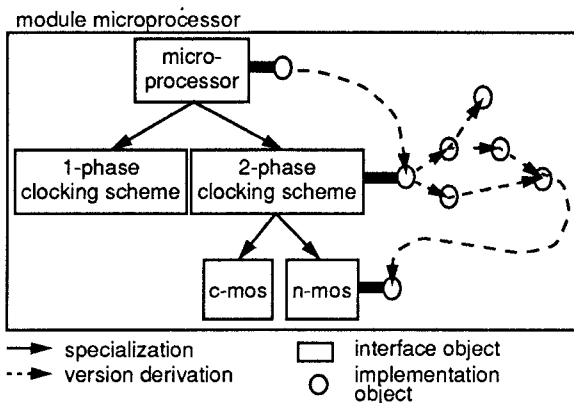 module microprocessor
micro-
processor
1-phase
clocking scheme
2-phase
clocking scheme
c-mos
n-mos
specialization
version derivation
interface object
implementation
object